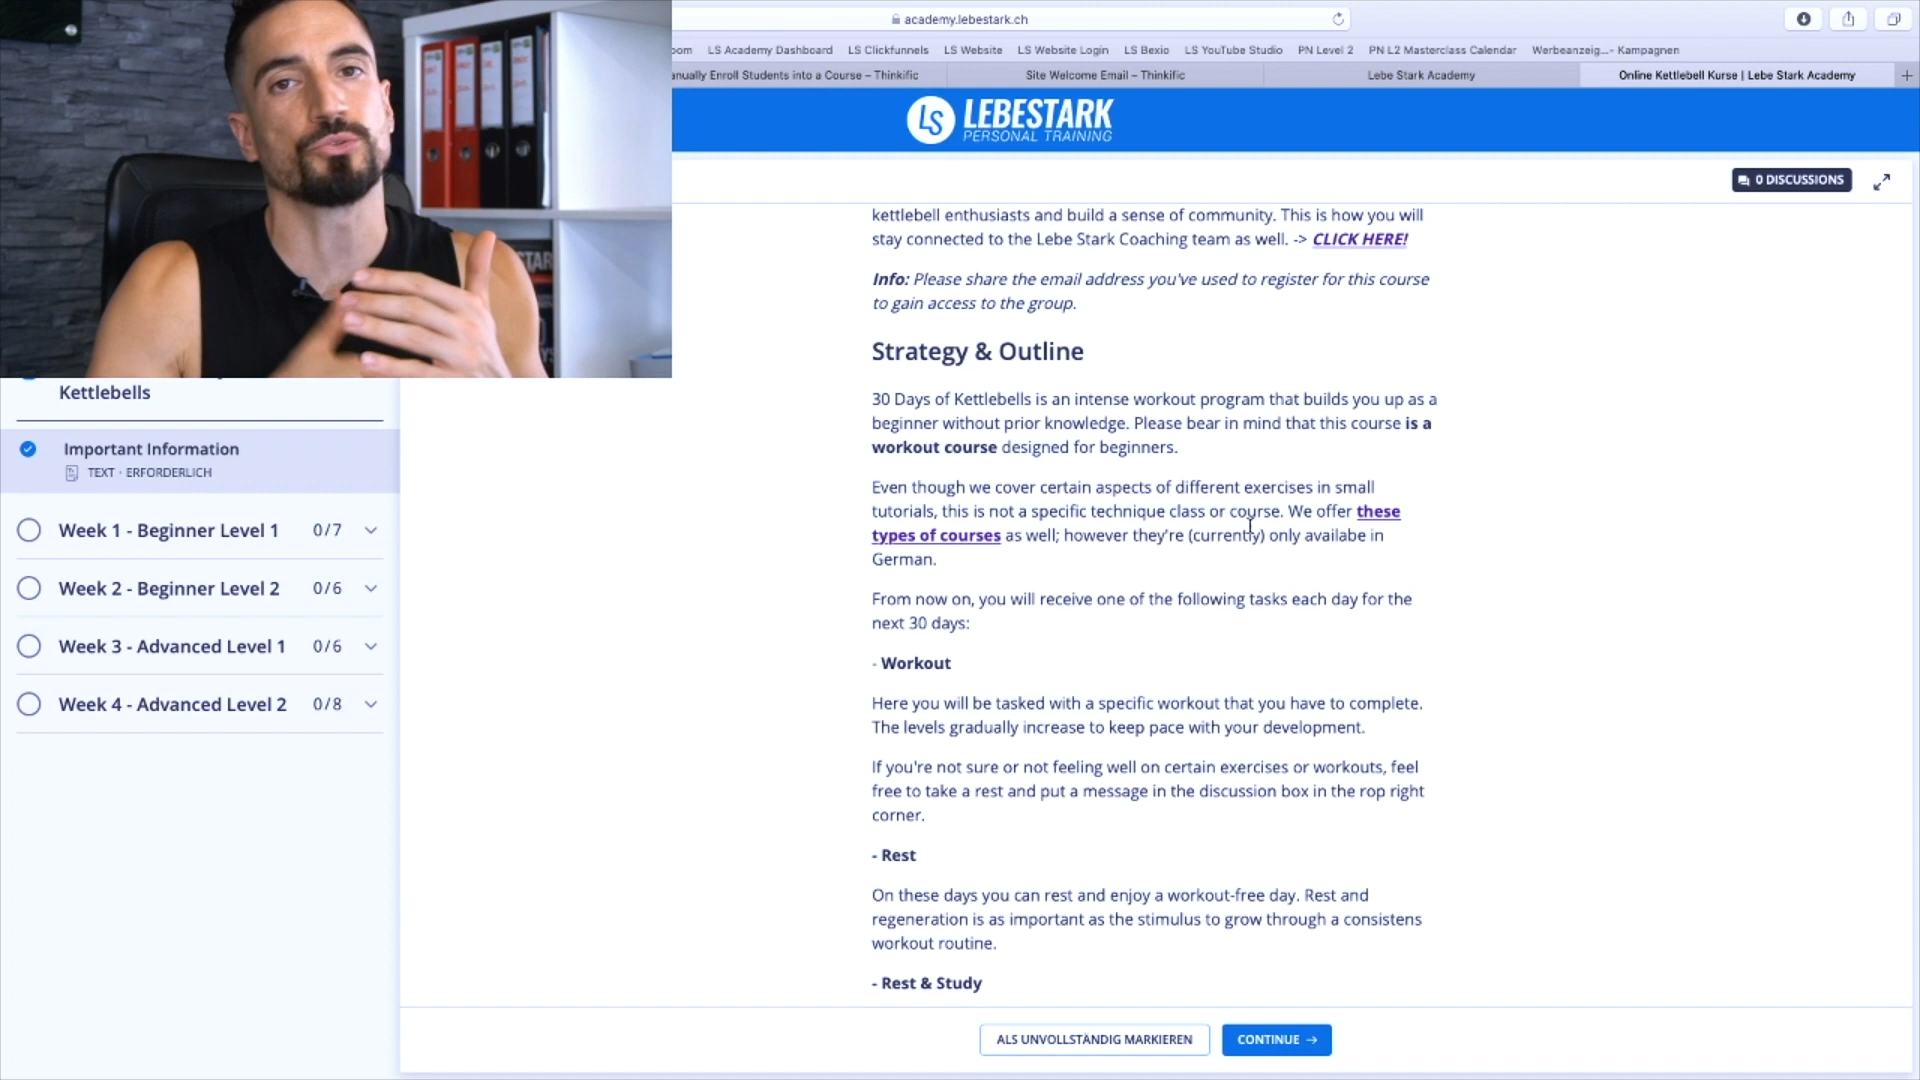 academy.lebestark.ch
oom
LS Academy Dashboard
LS Clickfunnels
LS Website
LS Website Login
LS Bexio
LS YouTube Studio
PN Level 2
PN L2 Masterclass Calendar
Werbeanzeig...- Kampagnen
anually Enroll Students into a Course – Thinkific
Site Welcome Email – Thinkific
Lebe Stark Academy
Online Kettlebell Kurse | Lebe Stark Academy
LS LEBESTARK
PERSONAL TRAINING
0 DISCUSSIONS
kettlebell enthusiasts and build a sense of community. This is how you will
stay connected to the Lebe Stark Coaching team as well. -> CLICK HERE!
Info: Please share the email address you've used to register for this course
to gain access to the group.
Strategy & Outline
30 Days of Kettlebells is an intense workout program that builds you up as a
beginner without prior knowledge. Please bear in mind that this course is a
workout course designed for beginners.
Even though we cover certain aspects of different exercises in small
tutorials, this is not a specific technique class or course. We offer these
types of courses as well; however they're (currently) only availabe in
German.
From now on, you will receive one of the following tasks each day for the
next 30 days:
- Workout
Here you will be tasked with a specific workout that you have to complete.
The levels gradually increase to keep pace with your development.
If you're not sure or not feeling well on certain exercises or workouts, feel
free to take a rest and put a message in the discussion box in the rop right
corner.
- Rest
On these days you can rest and enjoy a workout-free day. Rest and
regeneration is as important as the stimulus to grow through a consistens
workout routine.
- Rest & Study
Kettlebells
Important Information
TEXT · ERFORDERLICH
Week 1 - Beginner Level 1 0/7
Week 2 - Beginner Level 2 0/6
Week 3 - Advanced Level 1 0/6
Week 4 - Advanced Level 2 0/8
ALS UNVOLLSTÄNDIG MARKIEREN
CONTINUE →